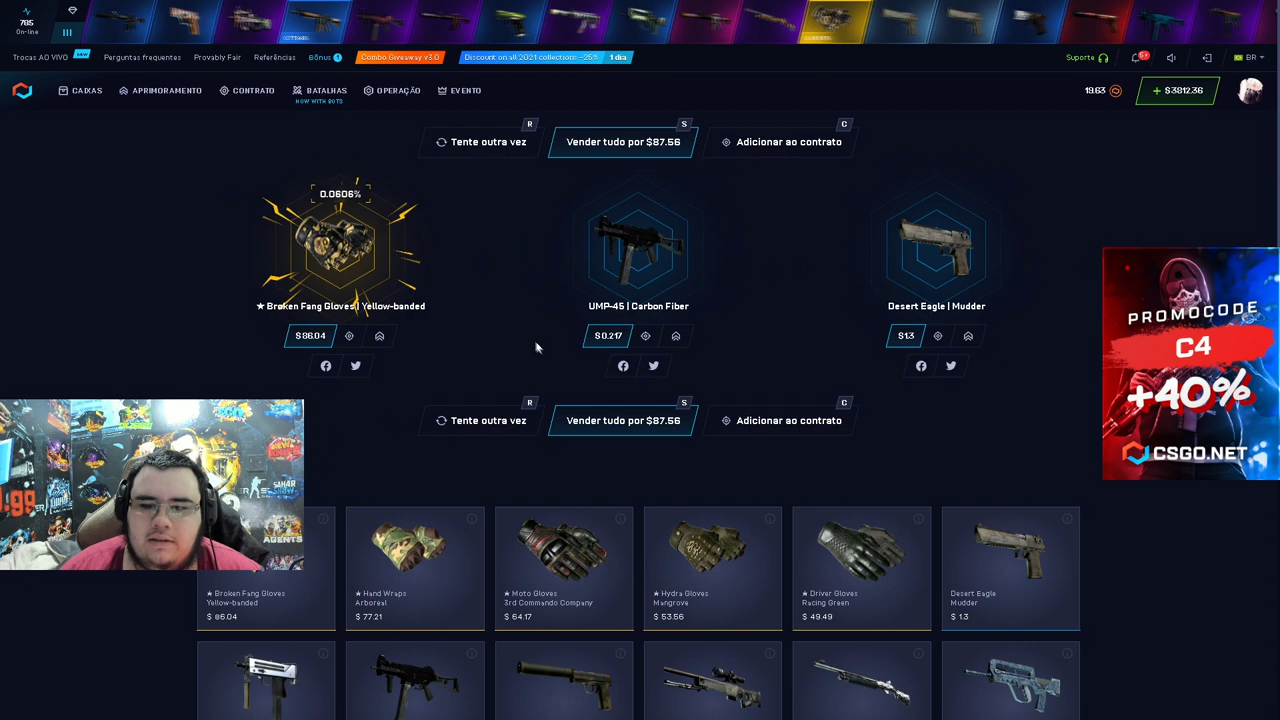 785
On-line
Trocas AO VIVO NEW
Perguntas frequentes
Provably Fair
Referências
Bônus
Combo Giveaway v3.0
Discount on all 2021 collections -25% 1 dia
Suporte
5+
BR
CAIXAS
APRIMORAMENTO
CONTRATO
BATALHAS
NOW WITH BOTS
OPERAÇÃO
EVENTO
19.63
+ $3812.36
R
Tente outra vez
S
Vender tudo por $87.56
C
Adicionar ao contrato
0.0606%
★ Broken Fang Gloves | Yellow-banded
UMP-45 | Carbon Fiber
Desert Eagle | Mudder
$86.04
$0.217
$1.3
R
Tente outra vez
S
Vender tudo por $87.56
C
Adicionar ao contrato
PROMOCODE
C4
+40%
CSGO.NET
★ Broken Fang Gloves
Yellow-banded
$ 86.04
★ Hand Wraps
Arboreal
$ 77.21
★ Moto Gloves
3rd Commando Company
$ 64.17
★ Hydra Gloves
Mangrove
$ 53.56
★ Driver Gloves
Racing Green
$ 49.49
Desert Eagle
Mudder
$ 1.3
AGENTS